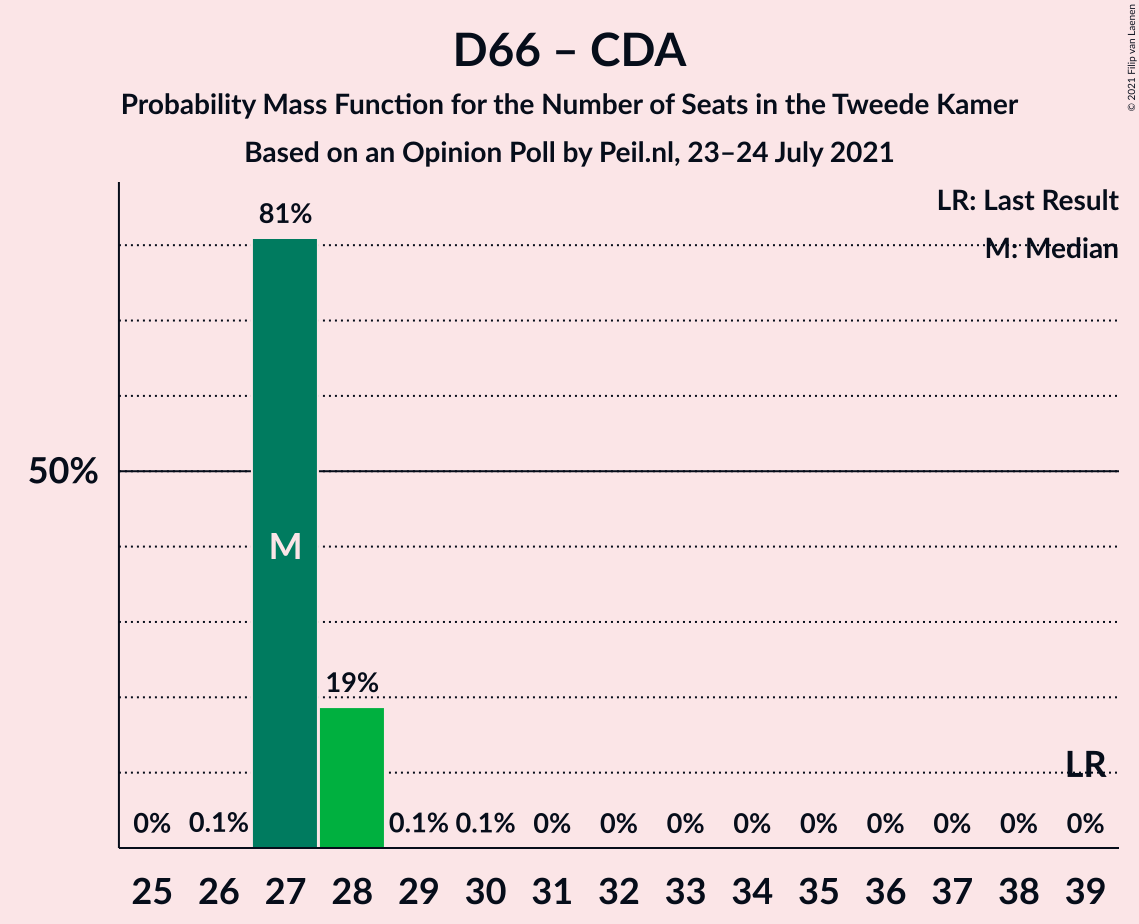 D66 – CDA
Probability Mass Function for the Number of Seats in the Tweede Kamer
Based on an Opinion Poll by Peil.nl, 23–24 July 2021
© 2021 Filip van Laenen
LR: Last Result
M: Median
81%
50%
M
19%
LR
0% 0.1% 0.1% 0.1% 0% 0% 0% 0% 0% 0% 0% 0% 0%
25 26 27 28 29 30 31 32 33 34 35 36 37 38 39